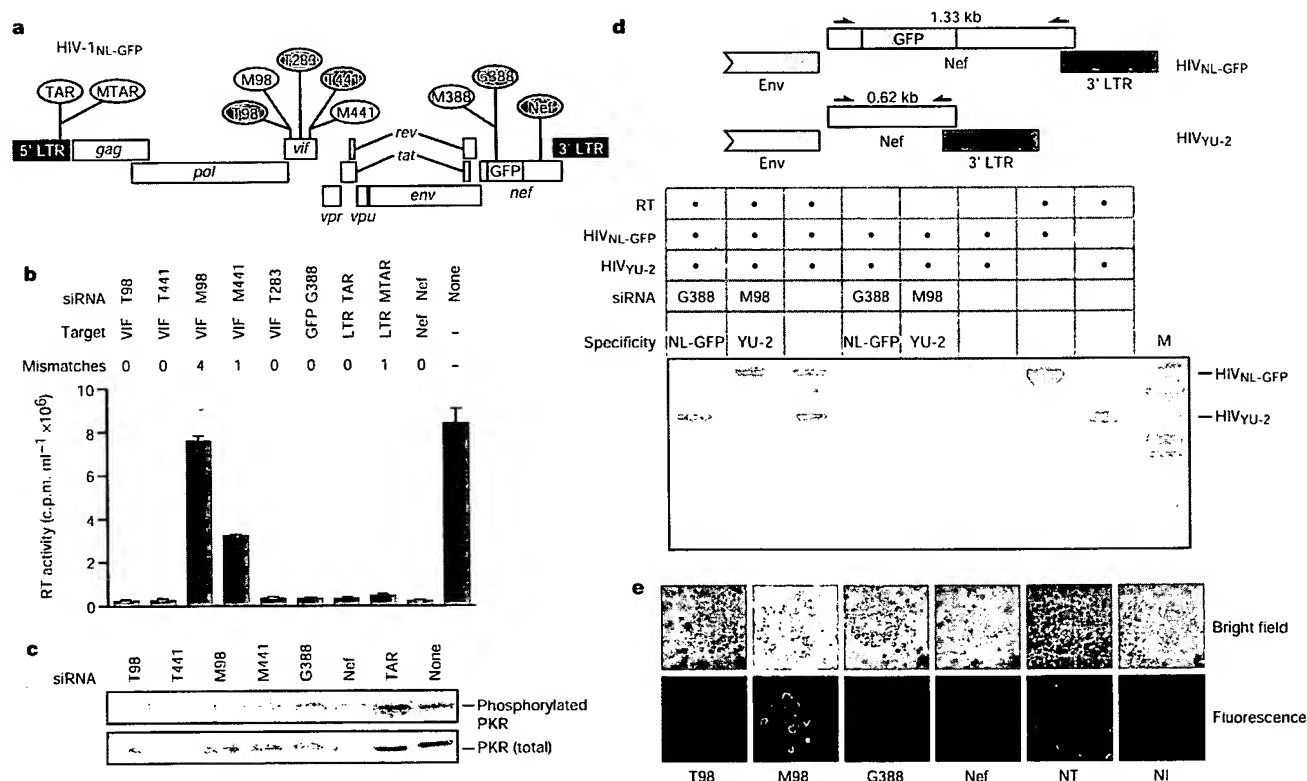 a
HIV-1NL-GFP
TAR
MTAR
M98
T283
T441
T98
M441
M388
G388
Nef
5' LTR
gag
pol
vif
rev
tat
vpr
vpu
env
GFP
nef
3' LTR
b
siRNA T98 T441 M98 M441 T283 G388 TAR MTAR Nef None
Target VIF VIF VIF VIF VIF GFP LTR LTR Nef –
Mismatches 0 0 4 1 0 0 0 1 0 –
RT activity (c.p.m. ml−1 ×106)
10
8
6
4
2
0
c
siRNA T98 T441 M98 M441 G388 Nef TAR None
Phosphorylated
PKR
PKR (total)
d
1.33 kb
GFP
Env
Nef
3' LTR
HIVNL-GFP
0.62 kb
Env
Nef
3' LTR
HIVYU-2
RT • • • • •
HIVNL-GFP • • • • • • •
HIVYU-2 • • • • • • •
siRNA G388 M98 G388 M98
Specificity NL-GFP YU-2 NL-GFP YU-2 M
HIVNL-GFP
HIVYU-2
e
Bright field
Fluorescence
T98 M98 G388 Nef NT NI